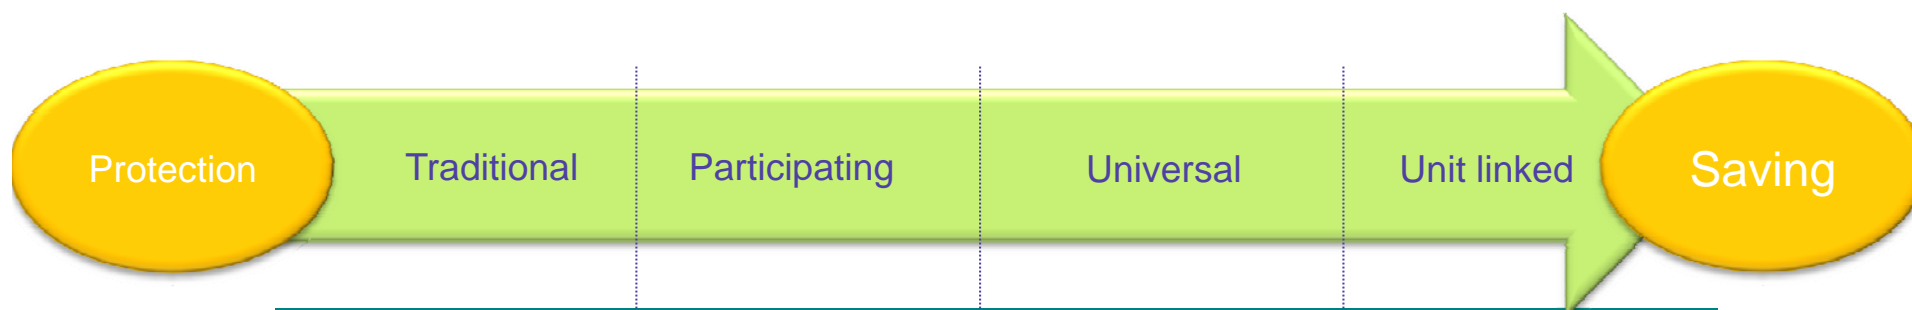 Protection
Traditional
Participating
Universal
Unit linked
Saving